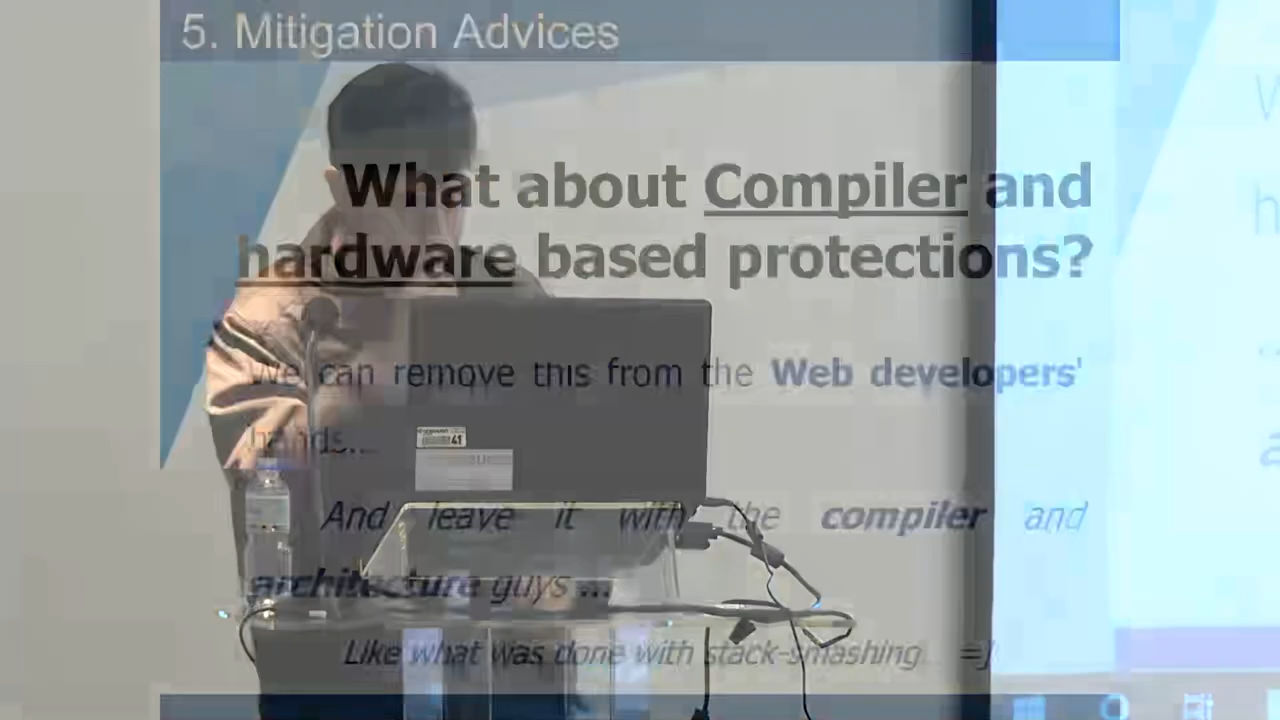 5. Mitigation Advices
What about Compiler and
hardware based protections?
We can remove this from the Web developers'
hands...
And leave it with the compiler and
architecture guys ...
Like what was done with stack-smashing... =]
41